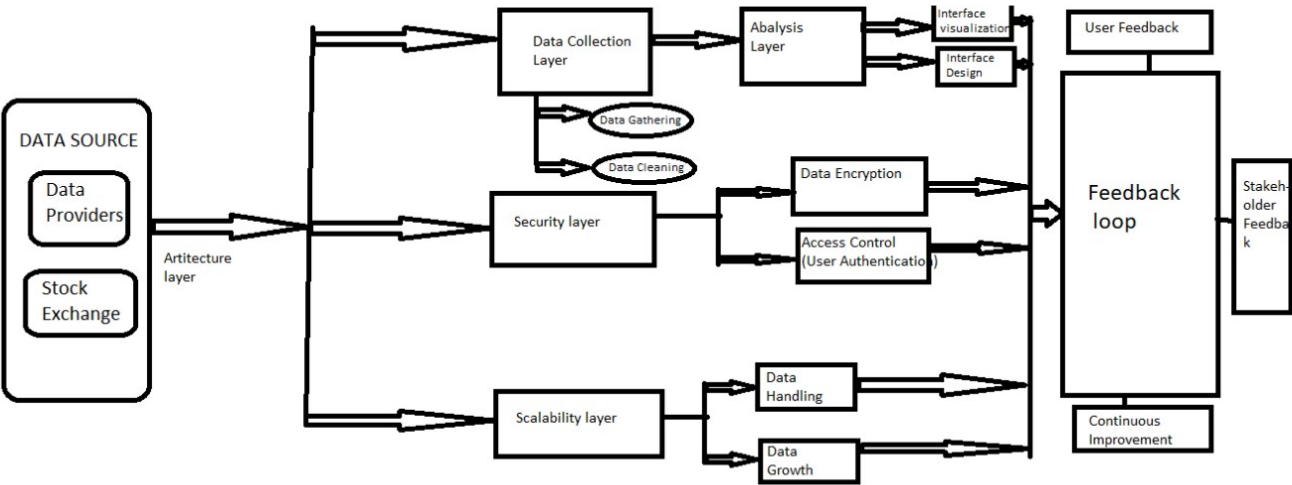 DATA SOURCE
Data
Providers
Stock
Exchange
Artitecture
layer
Data Collection
Layer
Data Gathering
Data Cleaning
Abalysis
Layer
Interface
visualization
Interface
Design
Security layer
Data Encryption
Access Control
(User Authentication)
Scalability layer
Data
Handling
Data
Growth
User Feedback
Feedback
loop
Stakeh-
older
Feedba
k
Continuous
Improvement